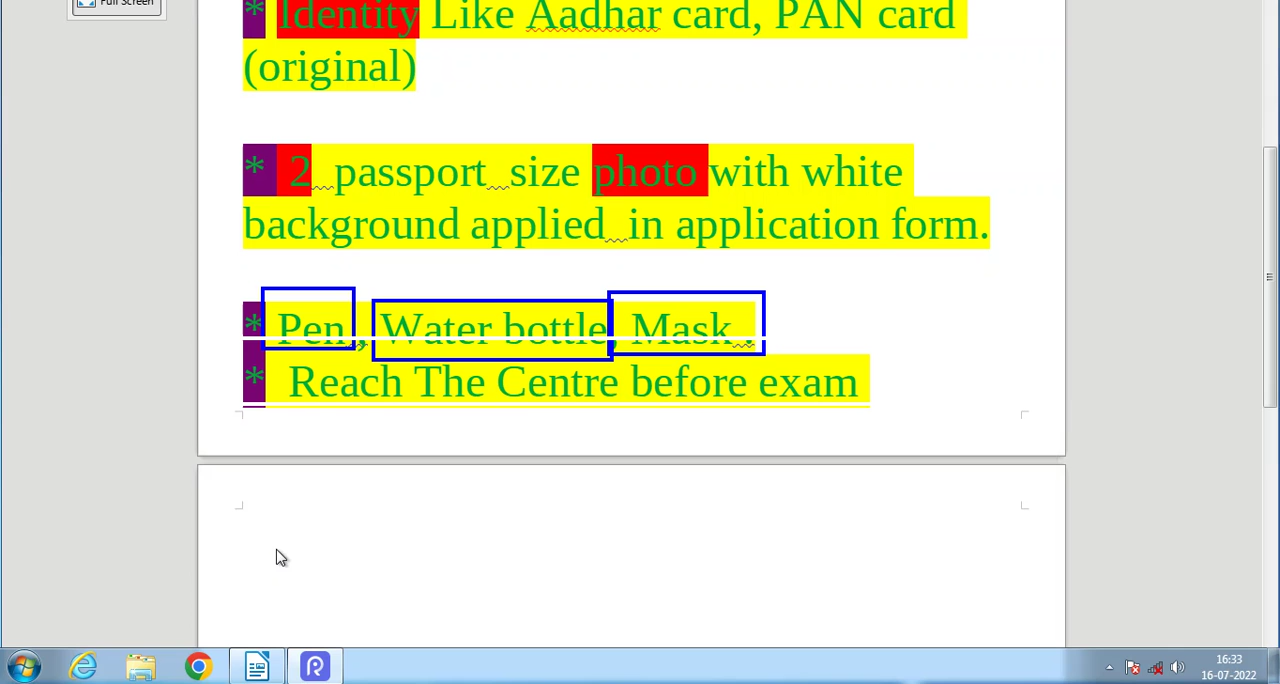 Full Screen
* Identity Like Aadhar card, PAN card
(original)
* 2 passport size photo with white
background applied in application form.
* Pen , Water bottle, Mask .
* Reach The Centre before exam
16:33
16-07-2022